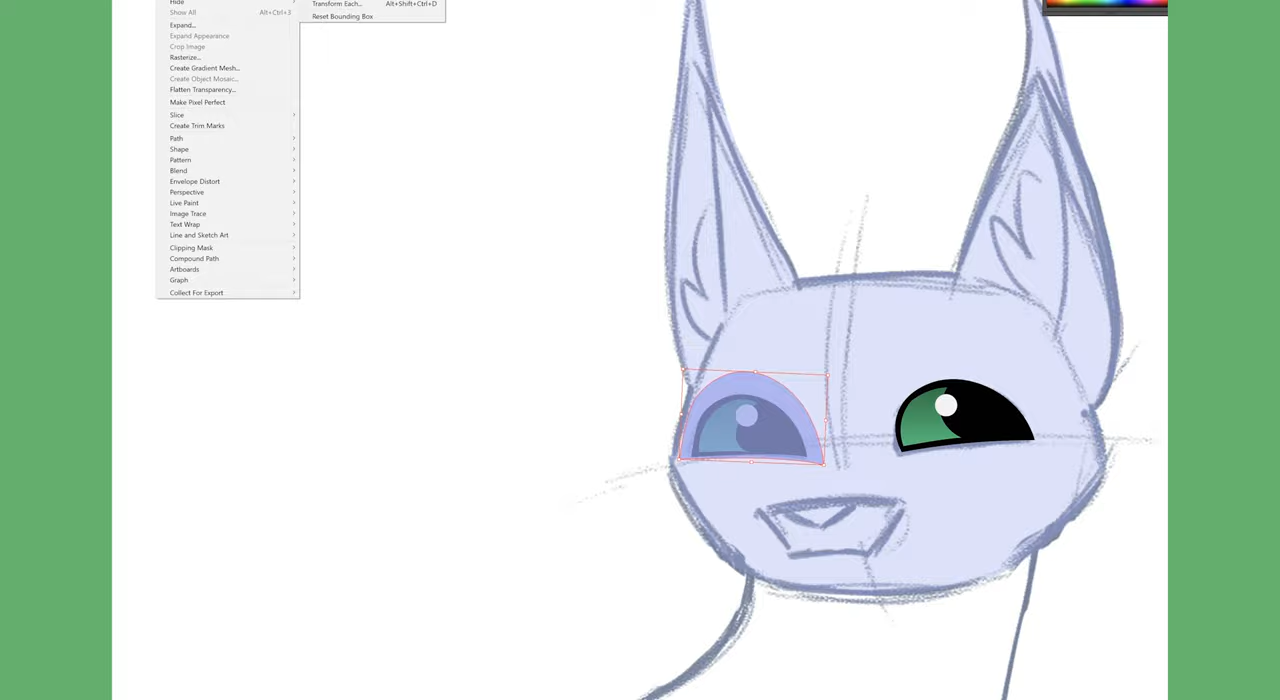 Hide
Transform Each... Alt+Shift+Ctrl+D
Show All Alt+Ctrl+3
Reset Bounding Box
Expand...
Expand Appearance
Crop Image
Rasterize...
Create Gradient Mesh...
Create Object Mosaic...
Flatten Transparency...
Make Pixel Perfect
Slice
Create Trim Marks
Path
Shape
Pattern
Blend
Envelope Distort
Perspective
Live Paint
Image Trace
Text Wrap
Line and Sketch Art
Clipping Mask
Compound Path
Artboards
Graph
Collect For Export